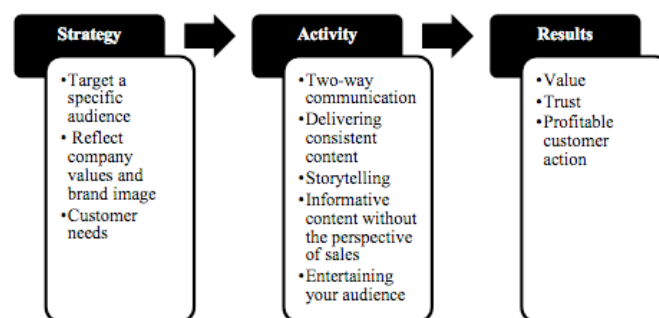 Strategy
•Target a
specific
audience
• Reflect
company
values and
brand image
•Customer
needs
Activity
•Two-way
communication
•Delivering
consistent
content
•Storytelling
•Informative
content without
the perspective
of sales
•Entertaining
your audience
Results
•Value
•Trust
•Profitable
customer
action